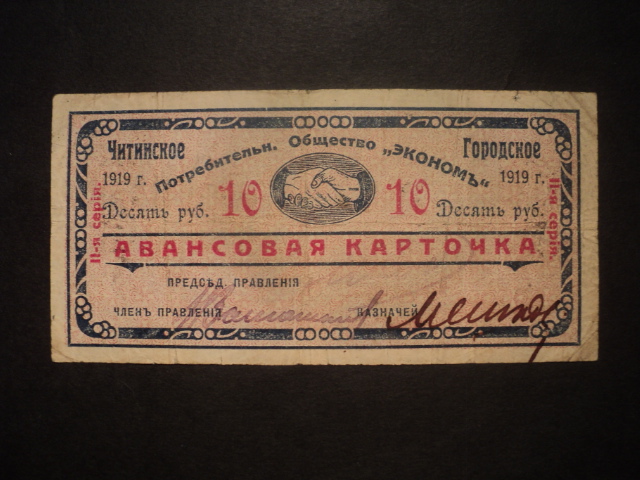 Читинское Потребительн. Общество „ЭКОНОМЪ“ Городское
1919 г. 1919 г.
Десять руб. 10 10 Десять руб.
II-я серія. II-я серія.
АВАНСОВАЯ КАРТОЧКА
ПРЕДСѢД. ПРАВЛЕНІЯ
ЧЛЕНЪ ПРАВЛЕНІЯ КАЗНАЧЕЙ